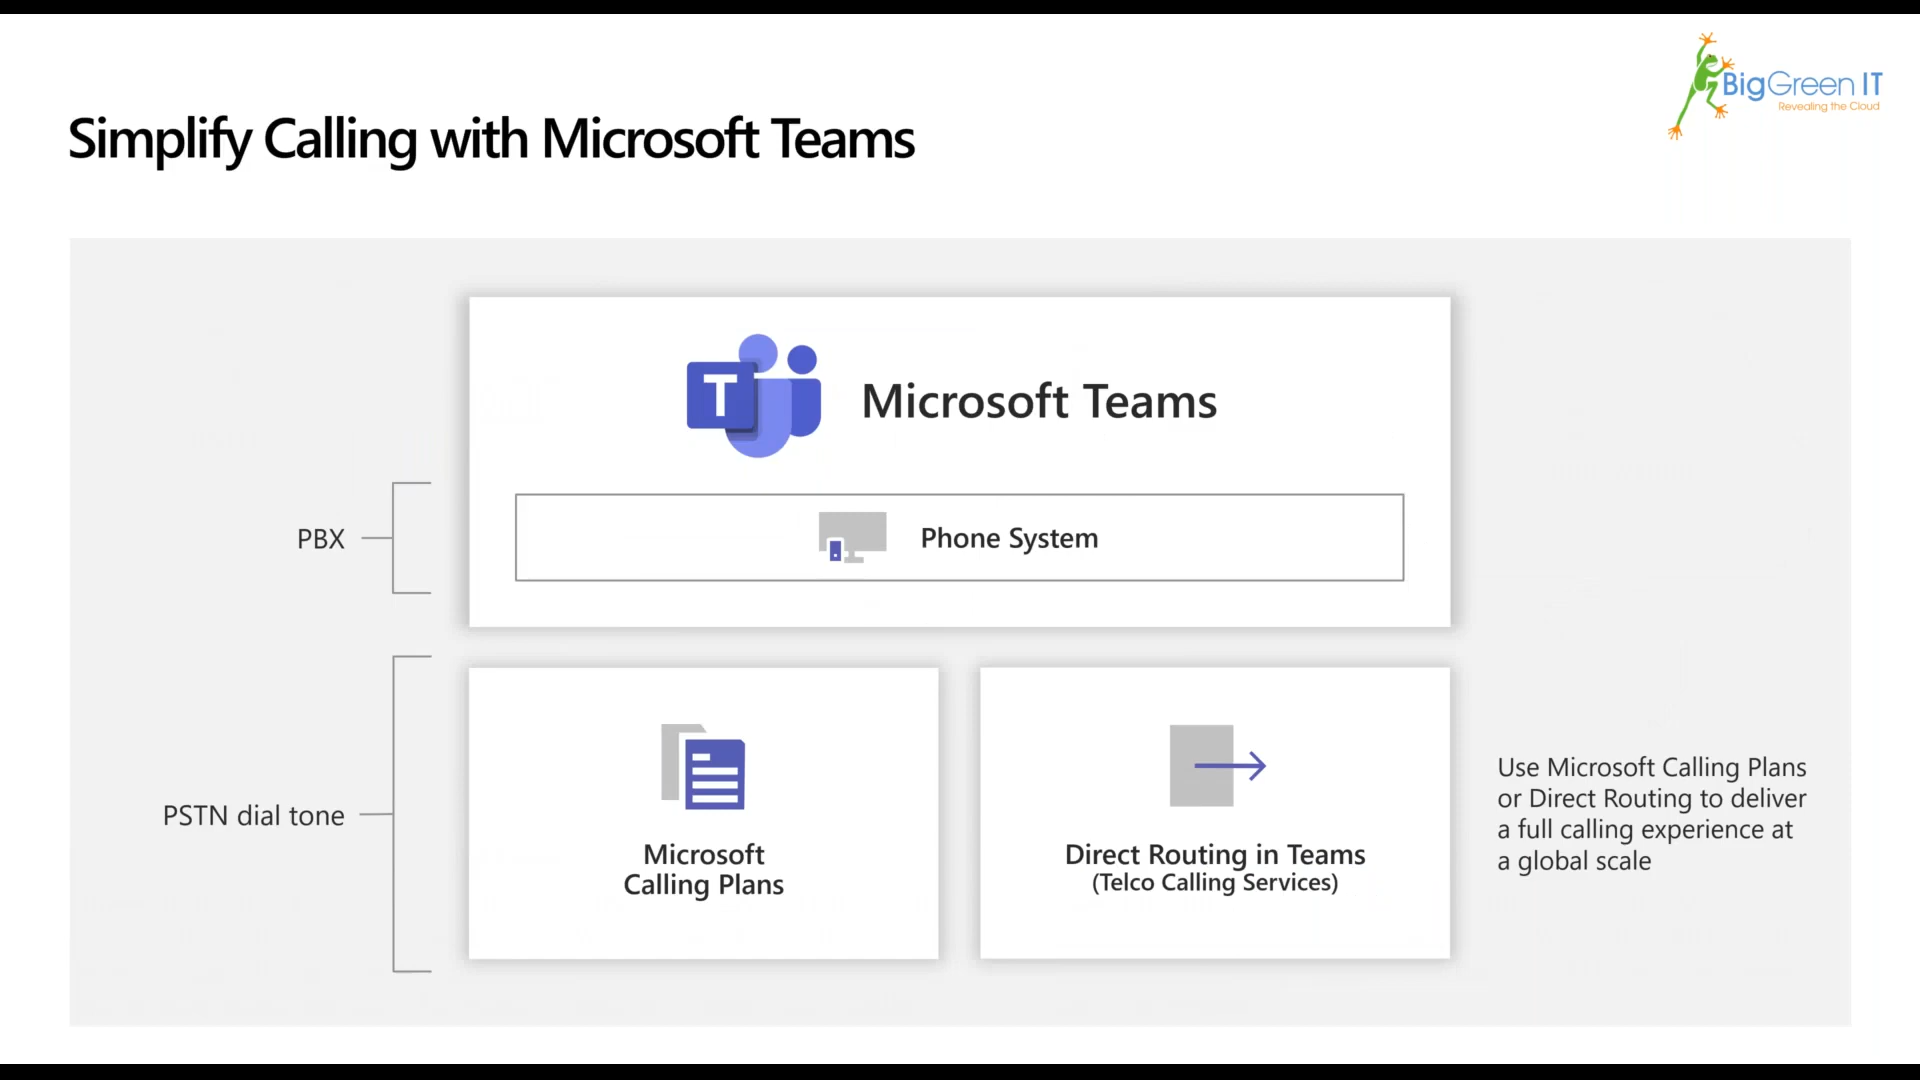 BigGreen IT
Revealing the Cloud
Simplify Calling with Microsoft Teams
T
Microsoft Teams
PBX
Phone System
PSTN dial tone
Microsoft
Calling Plans
Direct Routing in Teams
(Telco Calling Services)
Use Microsoft Calling Plans
or Direct Routing to deliver
a full calling experience at
a global scale